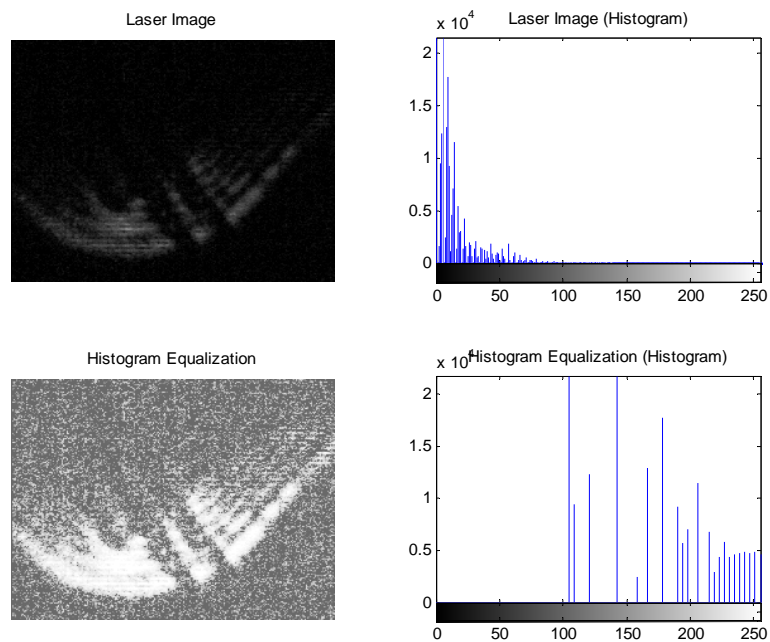 Laser Image
Laser Image (Histogram)
x 10^4
2
1.5
1
0.5
0
0 50 100 150 200 250
Histogram Equalization
Histogram Equalization (Histogram)
x 10^4
2
1.5
1
0.5
0
0 50 100 150 200 250